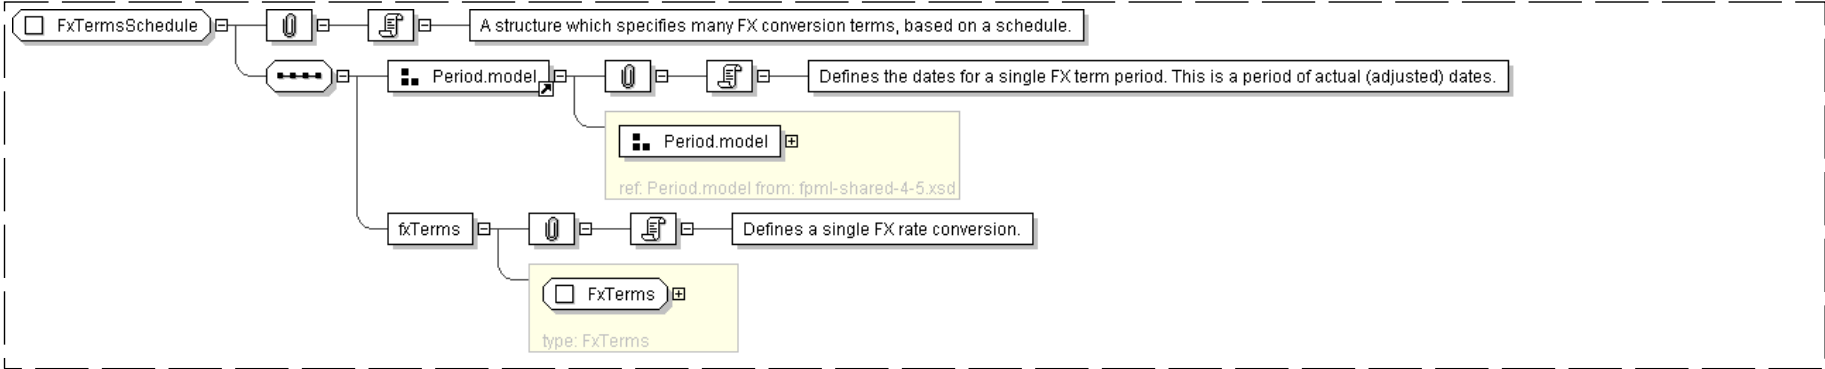 FxTermsSchedule
A structure which specifies many FX conversion terms, based on a schedule.
Period.model
Defines the dates for a single FX term period. This is a period of actual (adjusted) dates.
Period.model
ref: Period.model from: fpml-shared-4-5.xsd
fxTerms
Defines a single FX rate conversion.
FxTerms
type: FxTerms